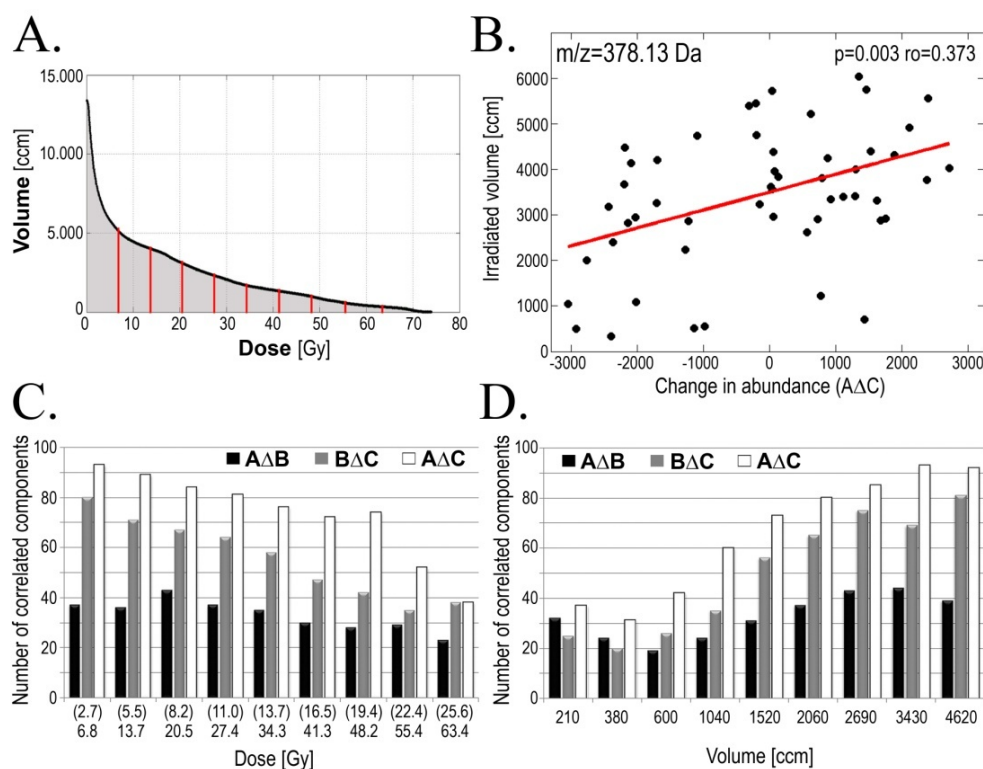 A.
15.000
10.000
5.000
0
Volume [ccm]
0 10 20 30 40 50 60 70 80
Dose [Gy]
B.
m/z=378.13 Da
p=0.003 ro=0.373
6000
5000
4000
3000
2000
1000
0
Irradiated volume [ccm]
-3000 -2000 -1000 0 1000 2000 3000
Change in abundance (AΔC)
C.
100
80
60
40
20
0
Number of correlated components
AΔB BΔC AΔC
(2.7) (5.5) (8.2) (11.0) (13.7) (16.5) (19.4) (22.4) (25.6)
6.8 13.7 20.5 27.4 34.3 41.3 48.2 55.4 63.4
Dose [Gy]
D.
100
80
60
40
20
0
Number of correlated components
AΔB BΔC AΔC
210 380 600 1040 1520 2060 2690 3430 4620
Volume [ccm]